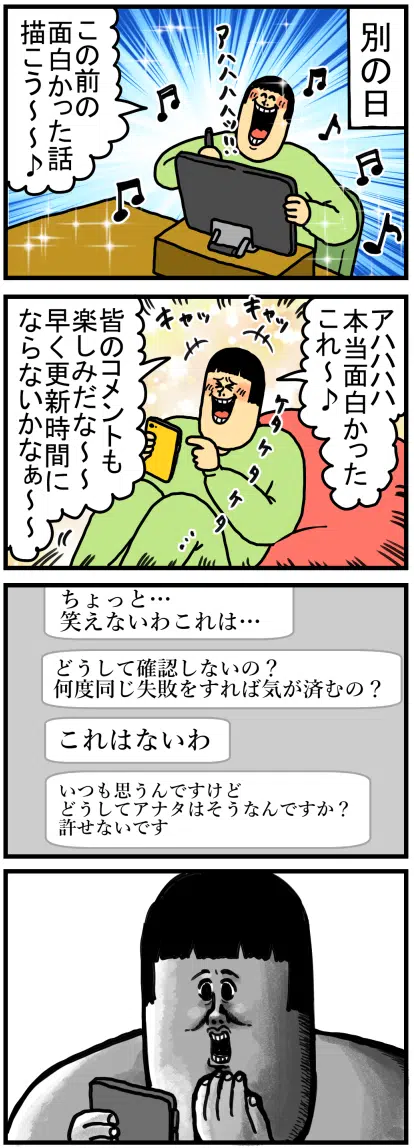 別の日
この前の
面白かった話
描こう〜〜♪
アハハハハッ!!
アハハハ
本当面白かった
これ〜♪
キャッ
キャッ
皆のコメントも
楽しみだな〜〜
早く更新時間に
ならないかなぁ〜〜
ケタケタケタケタ…
ちょっと…
笑えないわこれは…
どうして確認しないの？
何度同じ失敗をすれば気が済むの？
これはないわ
いつも思うんですけど
どうしてアナタはそうなんですか？
許せないです